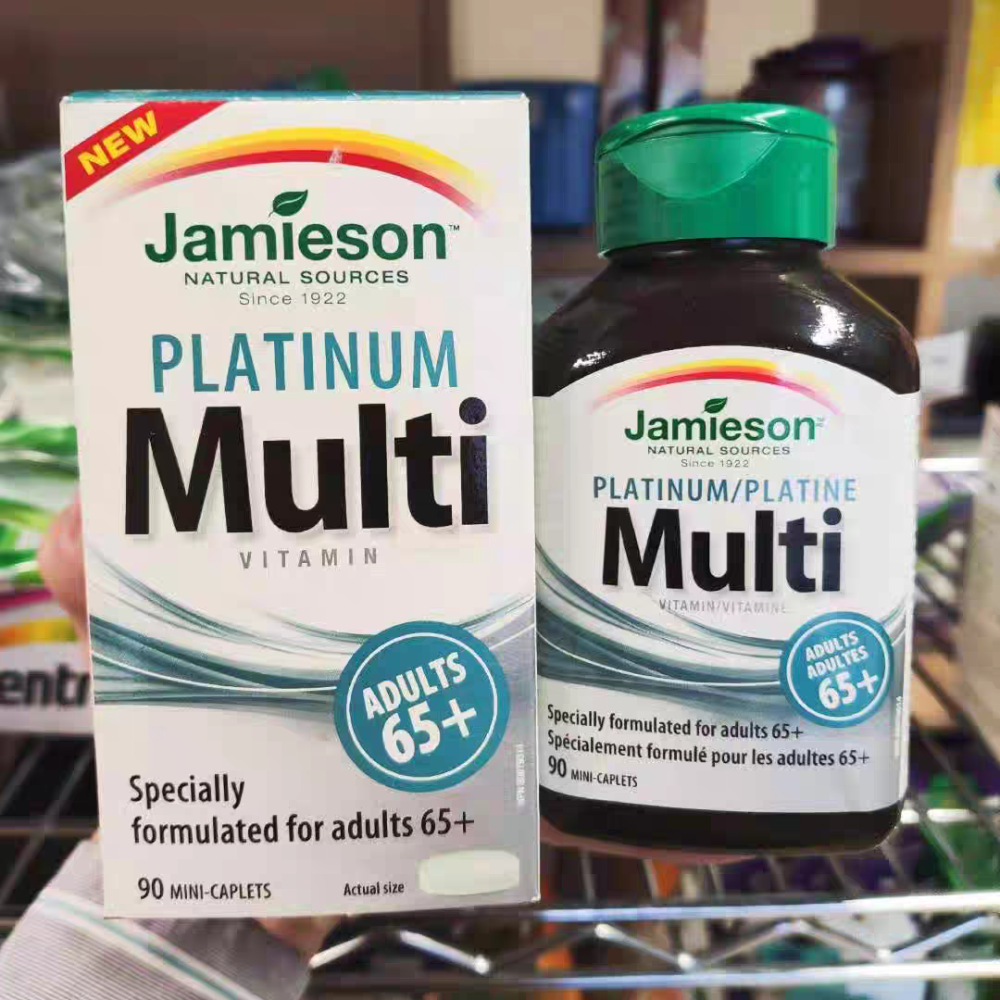 NEW
Jamieson™
NATURAL SOURCES
Since 1922
PLATINUM
Multi
VITAMIN
ADULTS
65+
Specially
formulated for adults 65+
90 MINI-CAPLETS
Actual size
Jamieson
NATURAL SOURCES
Since 1922
PLATINUM/PLATINE
Multi
VITAMIN/VITAMINE
ADULTS
ADULTES
65+
Specially formulated for adults 65+
Spécialement formulé pour les adultes 65+
90 MINI-CAPLETS
entr